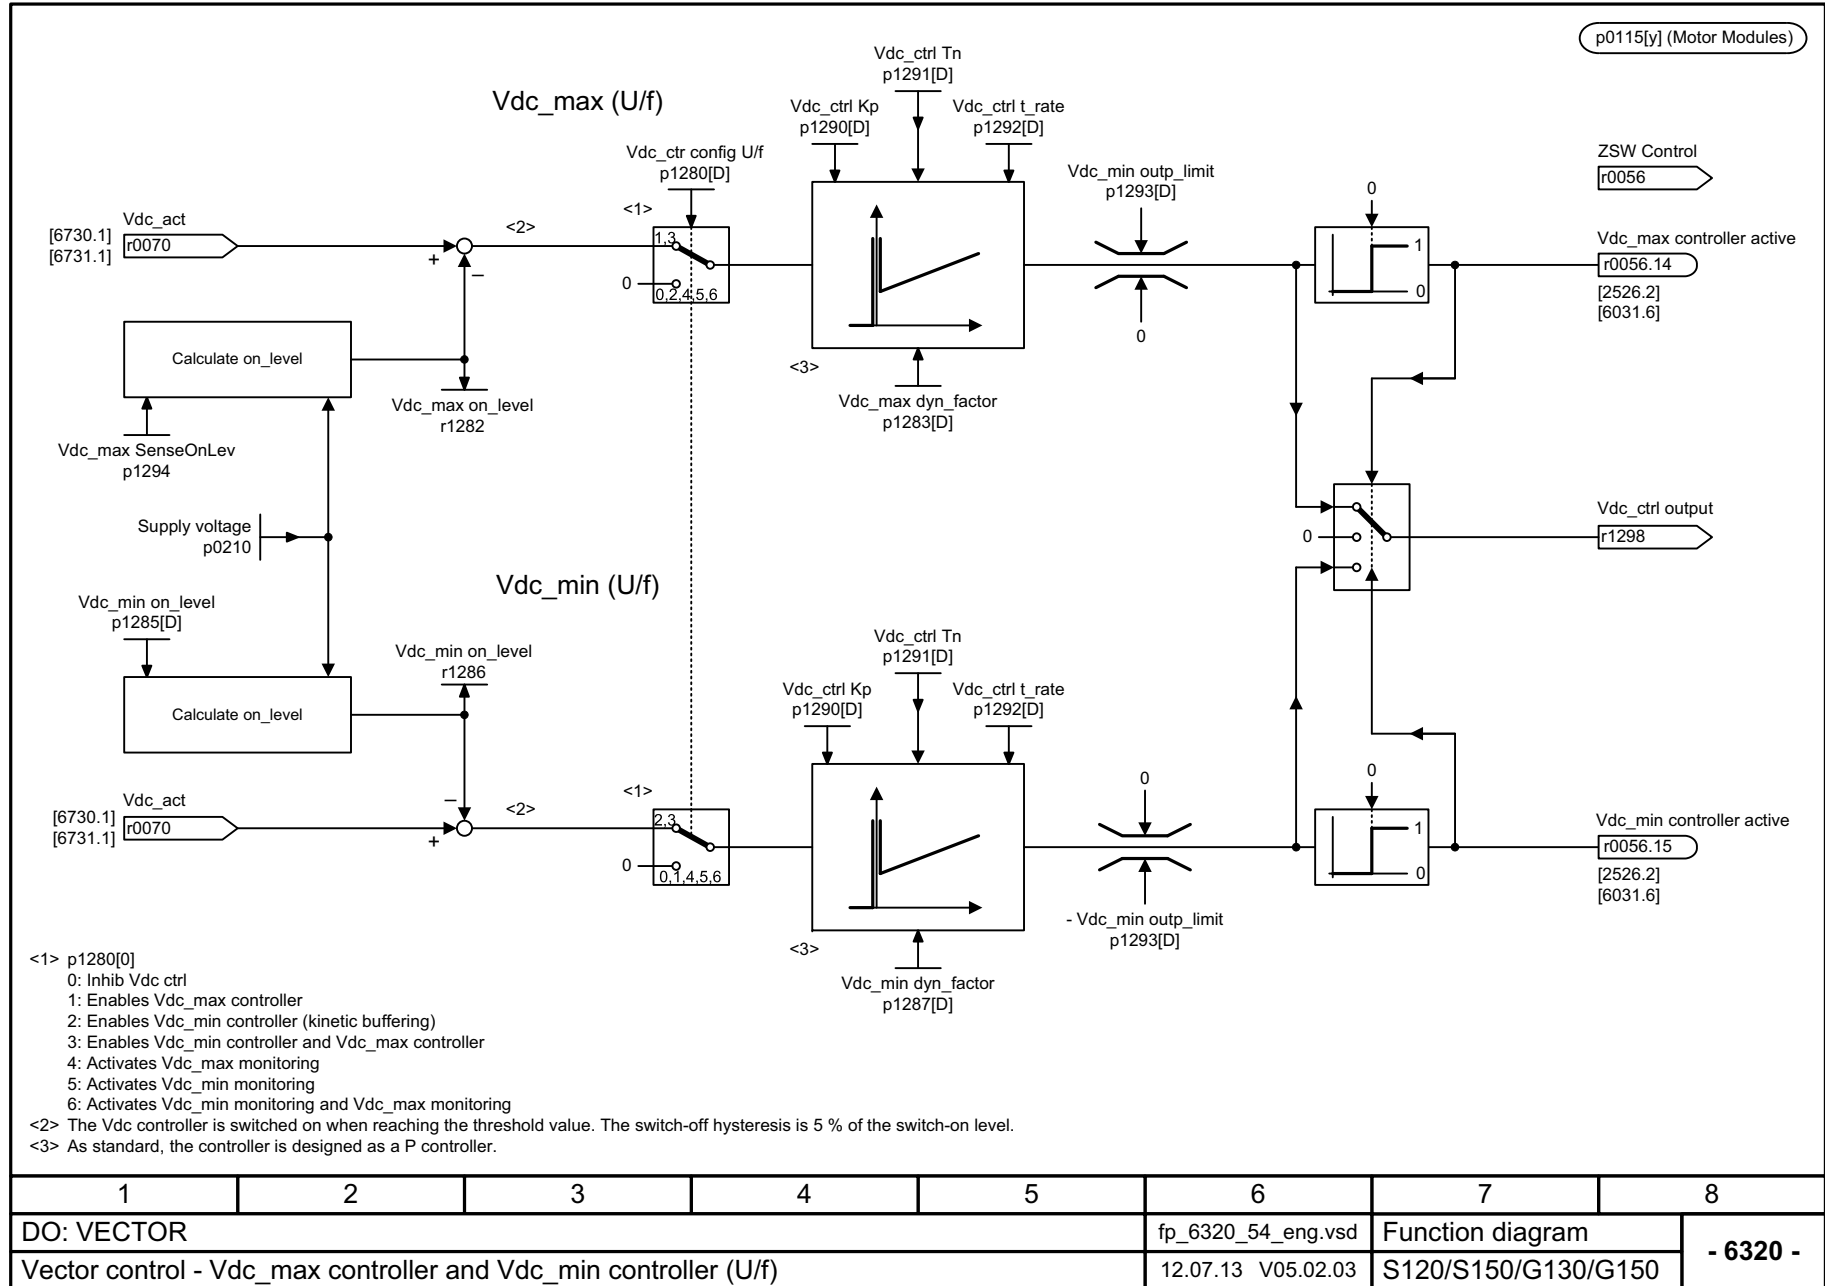 p0115[y] (Motor Modules)
Vdc_max (U/f)
Vdc_ctrl Tn
p1291[D]
Vdc_ctrl Kp
p1290[D]
Vdc_ctrl t_rate
p1292[D]
Vdc_ctr config U/f
p1280[D]
Vdc_min outp_limit
p1293[D]
ZSW Control
r0056
[6730.1]
[6731.1]
Vdc_act
r0070
+
–
<2>
<1>
1,3
0
0,2,4,5,6
0
0
1
0
Vdc_max controller active
r0056.14
[2526.2]
[6031.6]
Calculate on_level
Vdc_max on_level
r1282
<3>
Vdc_max dyn_factor
p1283[D]
Vdc_max SenseOnLev
p1294
Supply voltage
p0210
0
Vdc_ctrl output
r1298
Vdc_min (U/f)
Vdc_min on_level
p1285[D]
Vdc_min on_level
r1286
Calculate on_level
Vdc_ctrl Tn
p1291[D]
Vdc_ctrl Kp
p1290[D]
Vdc_ctrl t_rate
p1292[D]
[6730.1]
[6731.1]
Vdc_act
r0070
+
–
<2>
<1>
2,3
0
0,1,4,5,6
0
0
1
0
Vdc_min controller active
r0056.15
[2526.2]
[6031.6]
- Vdc_min outp_limit
p1293[D]
<3>
Vdc_min dyn_factor
p1287[D]
<1> p1280[0]
0: Inhib Vdc ctrl
1: Enables Vdc_max controller
2: Enables Vdc_min controller (kinetic buffering)
3: Enables Vdc_min controller and Vdc_max controller
4: Activates Vdc_max monitoring
5: Activates Vdc_min monitoring
6: Activates Vdc_min monitoring and Vdc_max monitoring
<2> The Vdc controller is switched on when reaching the threshold value. The switch-off hysteresis is 5 % of the switch-on level.
<3> As standard, the controller is designed as a P controller.
1 2 3 4 5 6 7 8
DO: VECTOR
fp_6320_54_eng.vsd
Function diagram
- 6320 -
Vector control - Vdc_max controller and Vdc_min controller (U/f)
12.07.13 V05.02.03
S120/S150/G130/G150